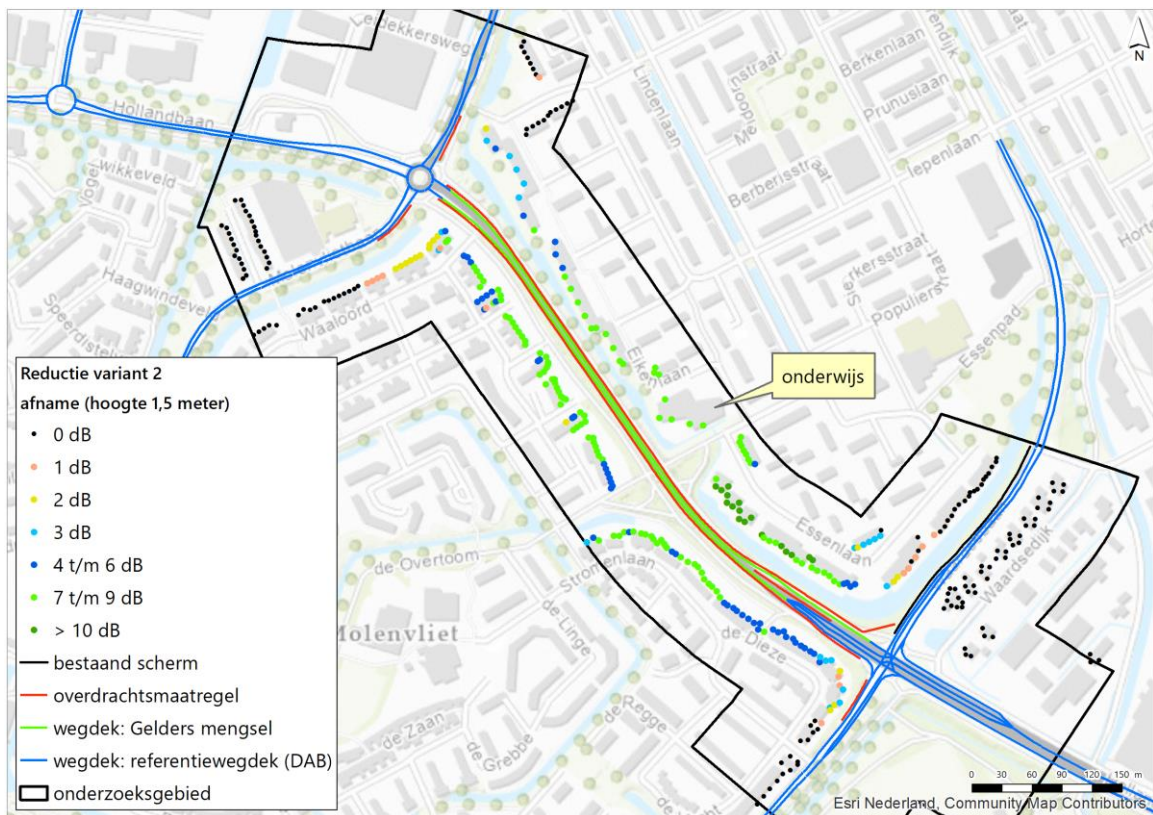 Leidekkersweg
Hollandbaan
Vogel
wikkeveld
Haagwindeveld
Waaloord
Lindenlaan
Berkenlaan
Prunuslaan
Iepenlaan
Berberisstraat
Populierstraat
Essenpad
Eikenlaan
onderwijs
Essenlaan
Waardsedijk
de Overtoom
Stromenlaan
de Linge
Molenvliet
de Dieze
de Zaan
de Grebbe
de Regge
N
Reductie variant 2
afname (hoogte 1,5 meter)
0 dB
1 dB
2 dB
3 dB
4 t/m 6 dB
7 t/m 9 dB
> 10 dB
bestaand scherm
overdrachtsmaatregel
wegdek: Gelders mengsel
wegdek: referentiewegdek (DAB)
onderzoeksgebied
0 30 60 90 120 150 m
Esri Nederland, Community Map Contributors